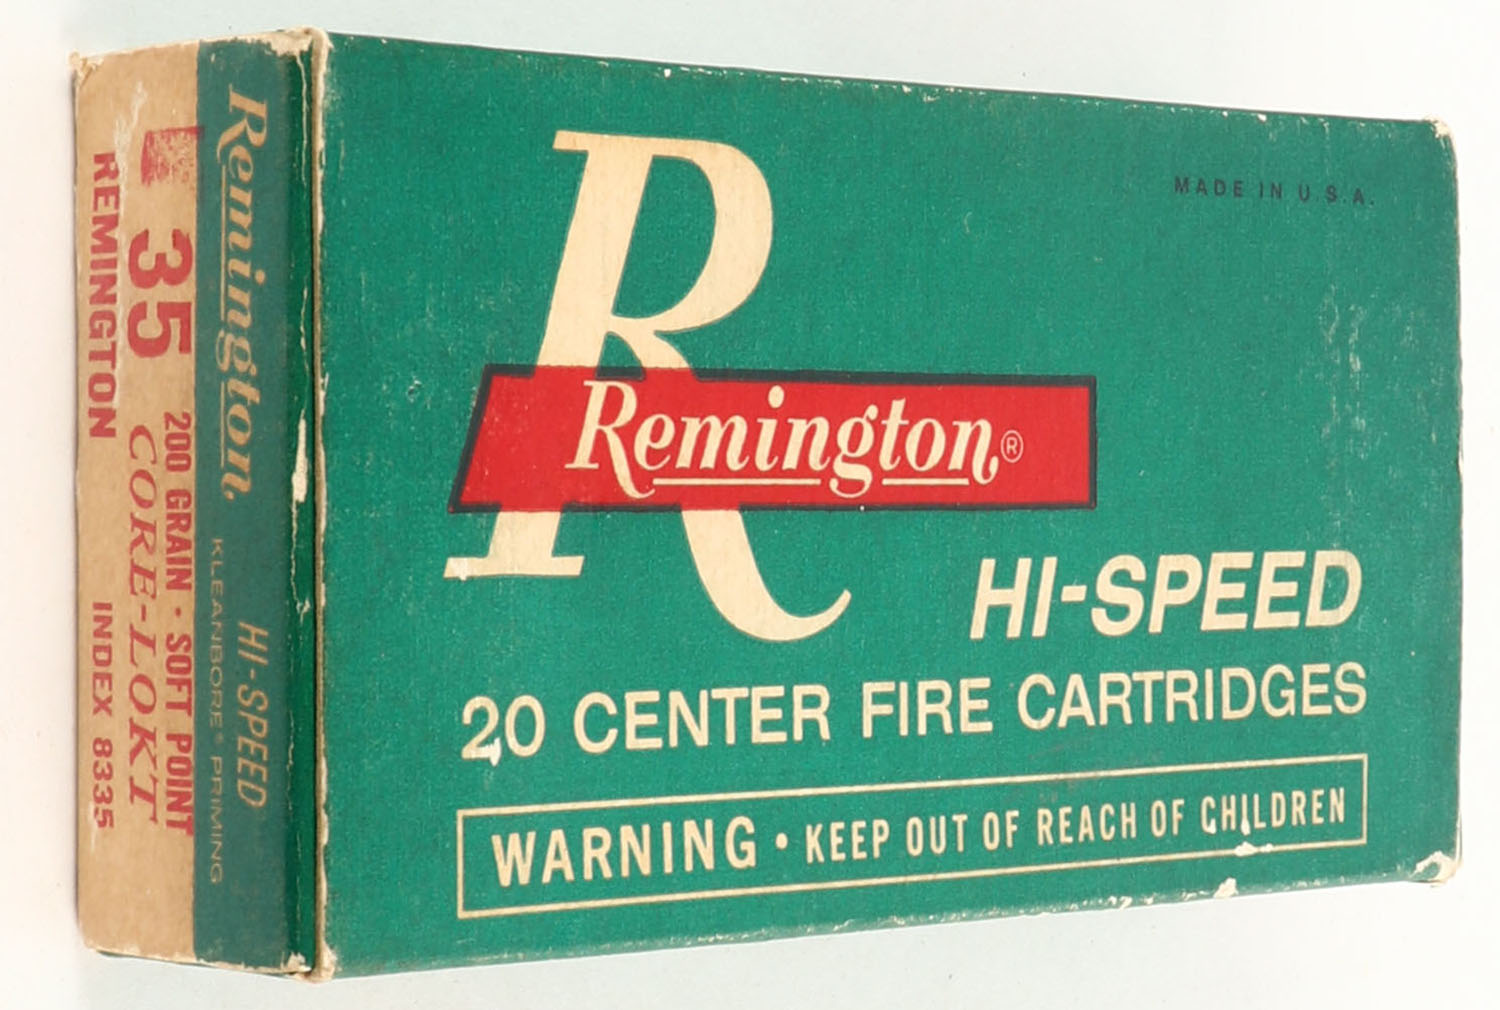 MADE IN U.S.A.
R
Remington®
HI-SPEED
20 CENTER FIRE CARTRIDGES
WARNING • KEEP OUT OF REACH OF CHILDREN
Remington
HI-SPEED
KLEANBORE® PRIMING
35
200 GRAIN • SOFT POINT
CORE-LOKT
REMINGTON
INDEX 8335